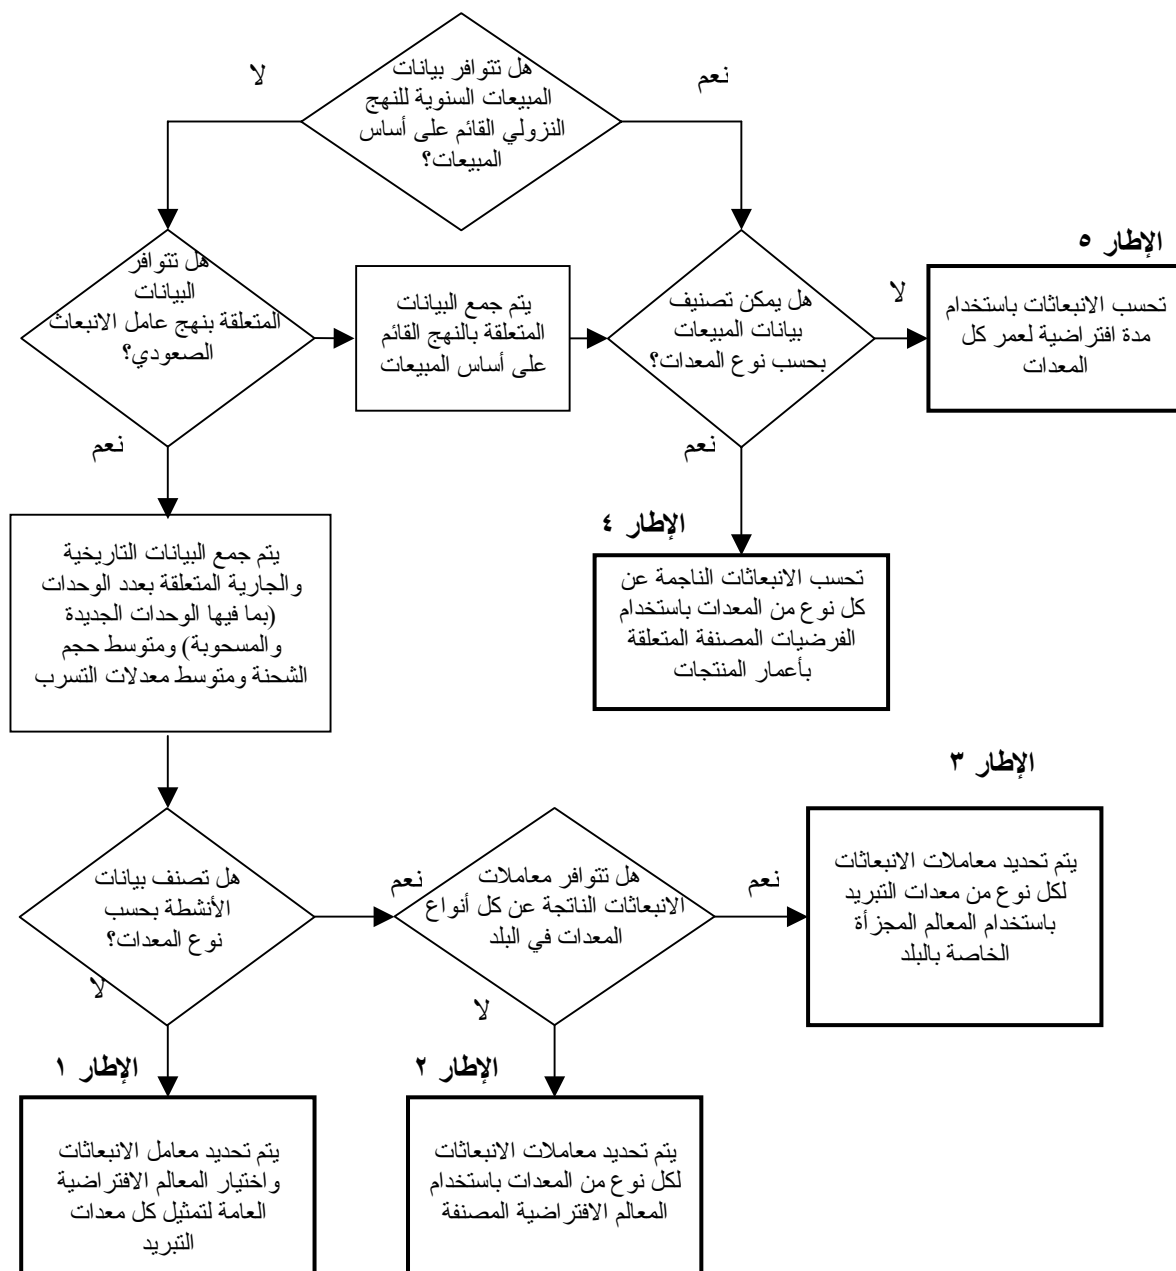 هل تتوافر بيانات
المبيعات السنوية للنهج
النزولي القائم على أساس
المبيعات؟
نعم
لا
هل تتوافر
البيانات
المتعلقة بنهج عامل الانبعاث
الصعودي؟
يتم جمع البيانات
المتعلقة بالنهج القائم
على أساس المبيعات
هل يمكن تصنيف
بيانات المبيعات
بحسب نوع المعدات؟
لا
الإطار ٥
تحسب الانبعاثات باستخدام
مدة افتراضية لعمر كل
المعدات
نعم
نعم
الإطار ٤
تحسب الانبعاثات الناجمة عن
كل نوع من المعدات باستخدام
الفرضيات المصنفة المتعلقة
بأعمار المنتجات
يتم جمع البيانات التاريخية
والجارية المتعلقة بعدد الوحدات
(بما فيها الوحدات الجديدة
والمسحوبة) ومتوسط حجم
الشحنة ومتوسط معدلات التسرب
هل تصنف بيانات
الأنشطة بحسب
نوع المعدات؟
نعم
لا
هل تتوافر معاملات
الانبعاثات الناتجة عن كل أنواع
المعدات في البلد
نعم
لا
الإطار ٣
يتم تحديد معاملات الانبعاثات
لكل نوع من معدات التبريد
باستخدام المعالم المجزأة
الخاصة بالبلد
الإطار ١
يتم تحديد معامل الانبعاثات
واختيار المعالم الافتراضية
العامة لتمثيل كل معدات
التبريد
الإطار ٢
يتم تحديد معاملات الانبعاثات
لكل نوع من المعدات باستخدام
المعالم الافتراضية المصنفة